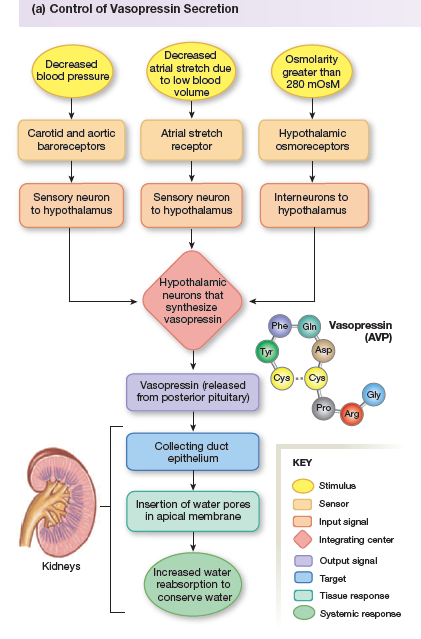 (a) Control of Vasopressin Secretion
Decreased
blood pressure
Decreased
atrial stretch due
to low blood
volume
Osmolarity
greater than
280 mOsM
Carotid and aortic
baroreceptors
Atrial stretch
receptor
Hypothalamic
osmoreceptors
Sensory neuron
to hypothalamus
Sensory neuron
to hypothalamus
Interneurons to
hypothalamus
Hypothalamic
neurons that
synthesize
vasopressin
Phe
Gln
Vasopressin
(AVP)
Tyr
Asp
Cys
Cys
Gly
Pro
Arg
Vasopressin (released
from posterior pituitary)
Collecting duct
epithelium
Insertion of water pores
in apical membrane
Kidneys
Increased water
reabsorption to
conserve water
KEY
Stimulus
Sensor
Input signal
Integrating center
Output signal
Target
Tissue response
Systemic response